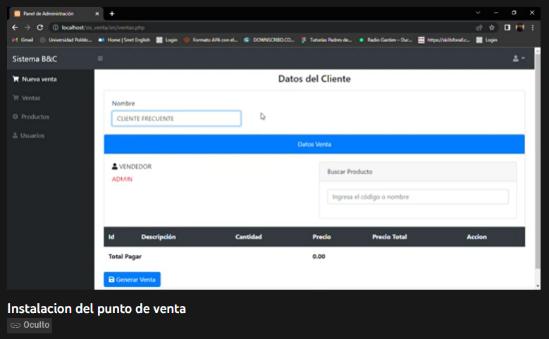 Panel de Administración
localhost/sis_venta/src/ventas.php
Gmail
Universidad Politéc...
Home | Smrt English
Login
Formato APA con el...
DOWNSCRIBD.CO...
Tutorías Padres de...
Radio Garden – Dur...
https://skillsforall.c...
Login
Sistema B&C
Nueva venta
Ventas
Productos
Usuarios
Datos del Cliente
Nombre
CLIENTE FRECUENTE
Datos Venta
VENDEDOR
ADMIN
Buscar Producto
Ingresa el código o nombre
Id Descripción Cantidad Precio Precio Total Accion
Total Pagar 0.00
Generar Venta
Instalacion del punto de venta
Oculto